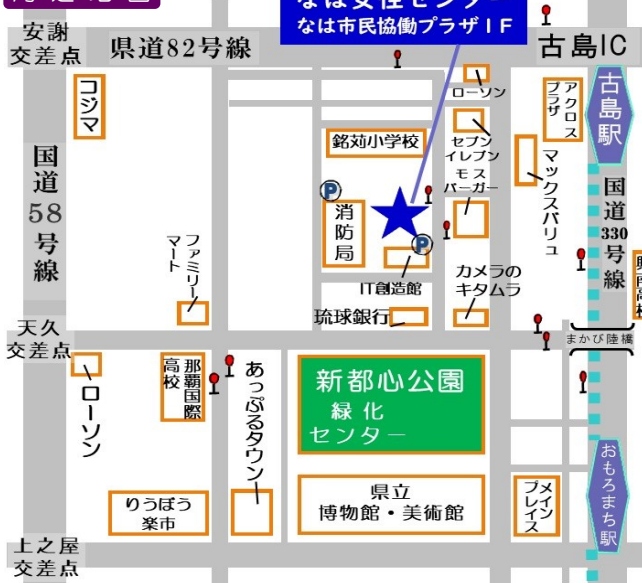 なは女性センター
なは市民協働プラザ1F
安謝
交差点
県道82号線
古島IC
コジマ
ローソン
アクロス
プラザ
古島駅
銘苅小学校
セブン
イレブン
モス
バーガー
マックスバリュ
国道
58
号線
国道
330
号線
P
消防局
P
IT創造館
ファミリー
マート
カメラの
キタムラ
琉球銀行
天久
交差点
まかび陸橋
ローソン
那覇国際
高校
あっぷるタウン
新都心公園
緑化
センター
おもろまち駅
りうぼう
楽市
県立
博物館・美術館
メイン
プレイス
上之屋
交差点